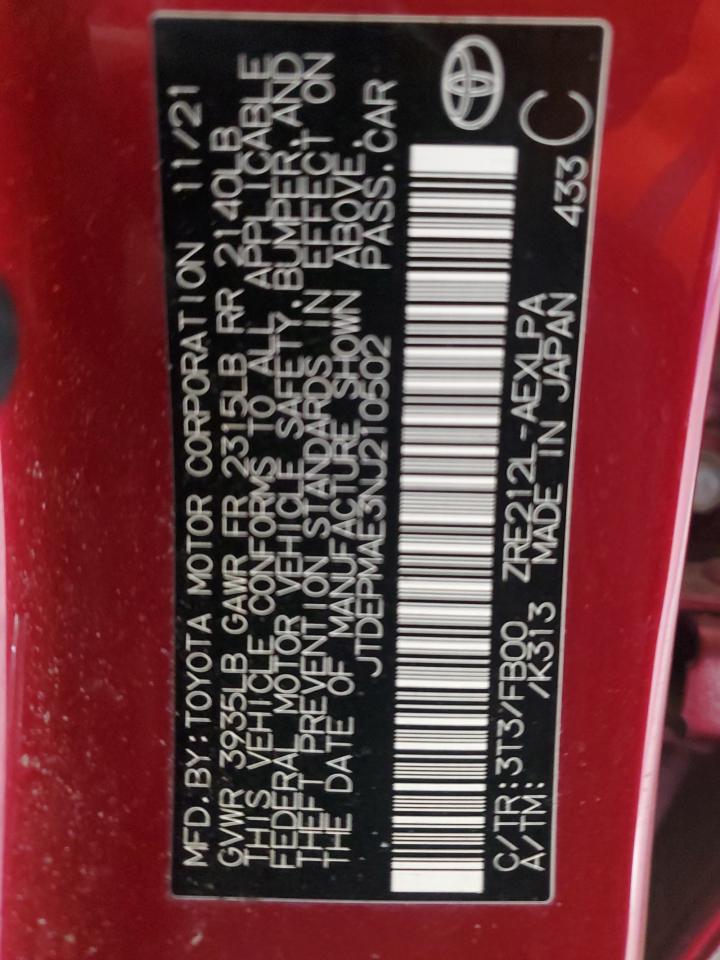 MFD.BY:TOYOTA MOTOR CORPORATION 11/21
GVWR 3935LB GAWR FR 2315LB RR 2140LB
THIS VEHICLE CONFORMS TO ALL APPLICABLE
FEDERAL MOTOR VEHICLE SAFETY, BUMPER, AND
THEFT PREVENTION STANDARDS IN EFFECT ON
THE DATE OF MANUFACTURE SHOWN ABOVE.
JTDEPMAE3NJ210502 PASS.CAR
C/TR:3T3/FB00 ZRE212L-AEXLPA 433
A/TM: /K313 MADE IN JAPAN C